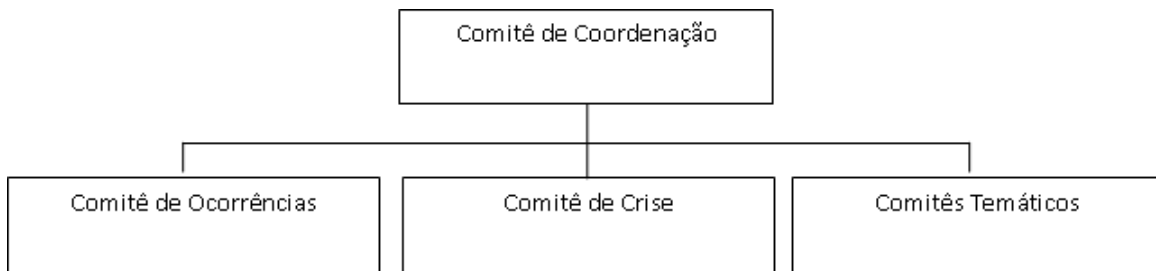 Comitê de Coordenação
Comitê de Ocorrências
Comitê de Crise
Comitês Temáticos